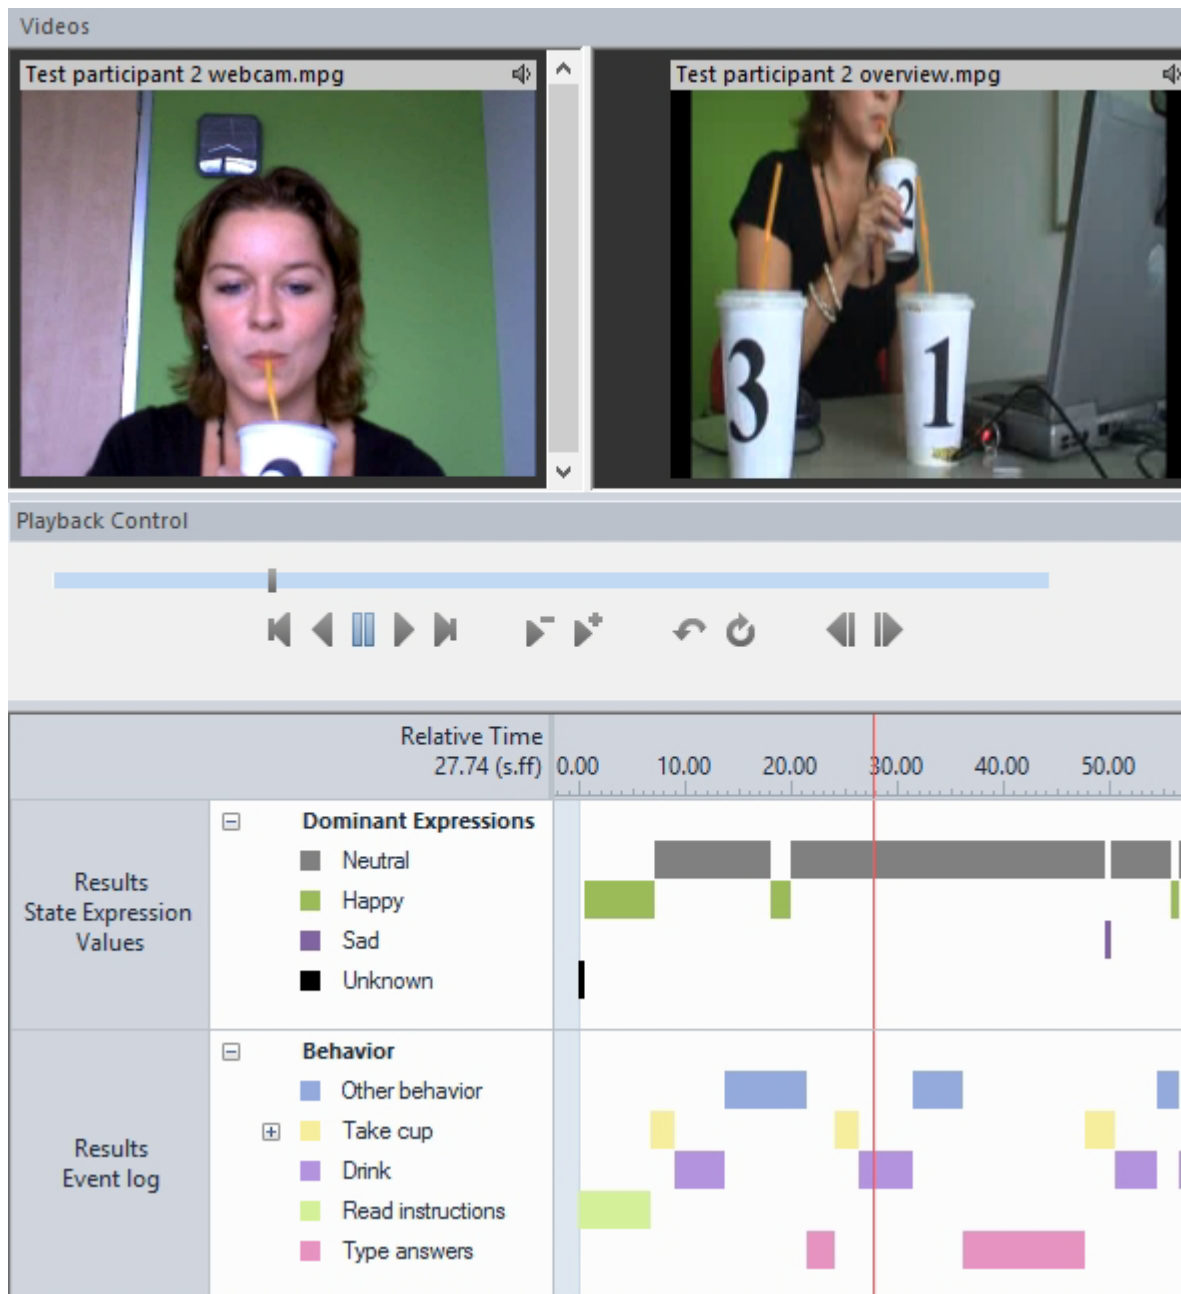 Videos
Test participant 2 webcam.mpg
Test participant 2 overview.mpg
2
3
1
Playback Control
Relative Time
27.74 (s.ff)
0.00 10.00 20.00 30.00 40.00 50.00
Results
State Expression
Values
Dominant Expressions
Neutral
Happy
Sad
Unknown
Results
Event log
Behavior
Other behavior
Take cup
Drink
Read instructions
Type answers